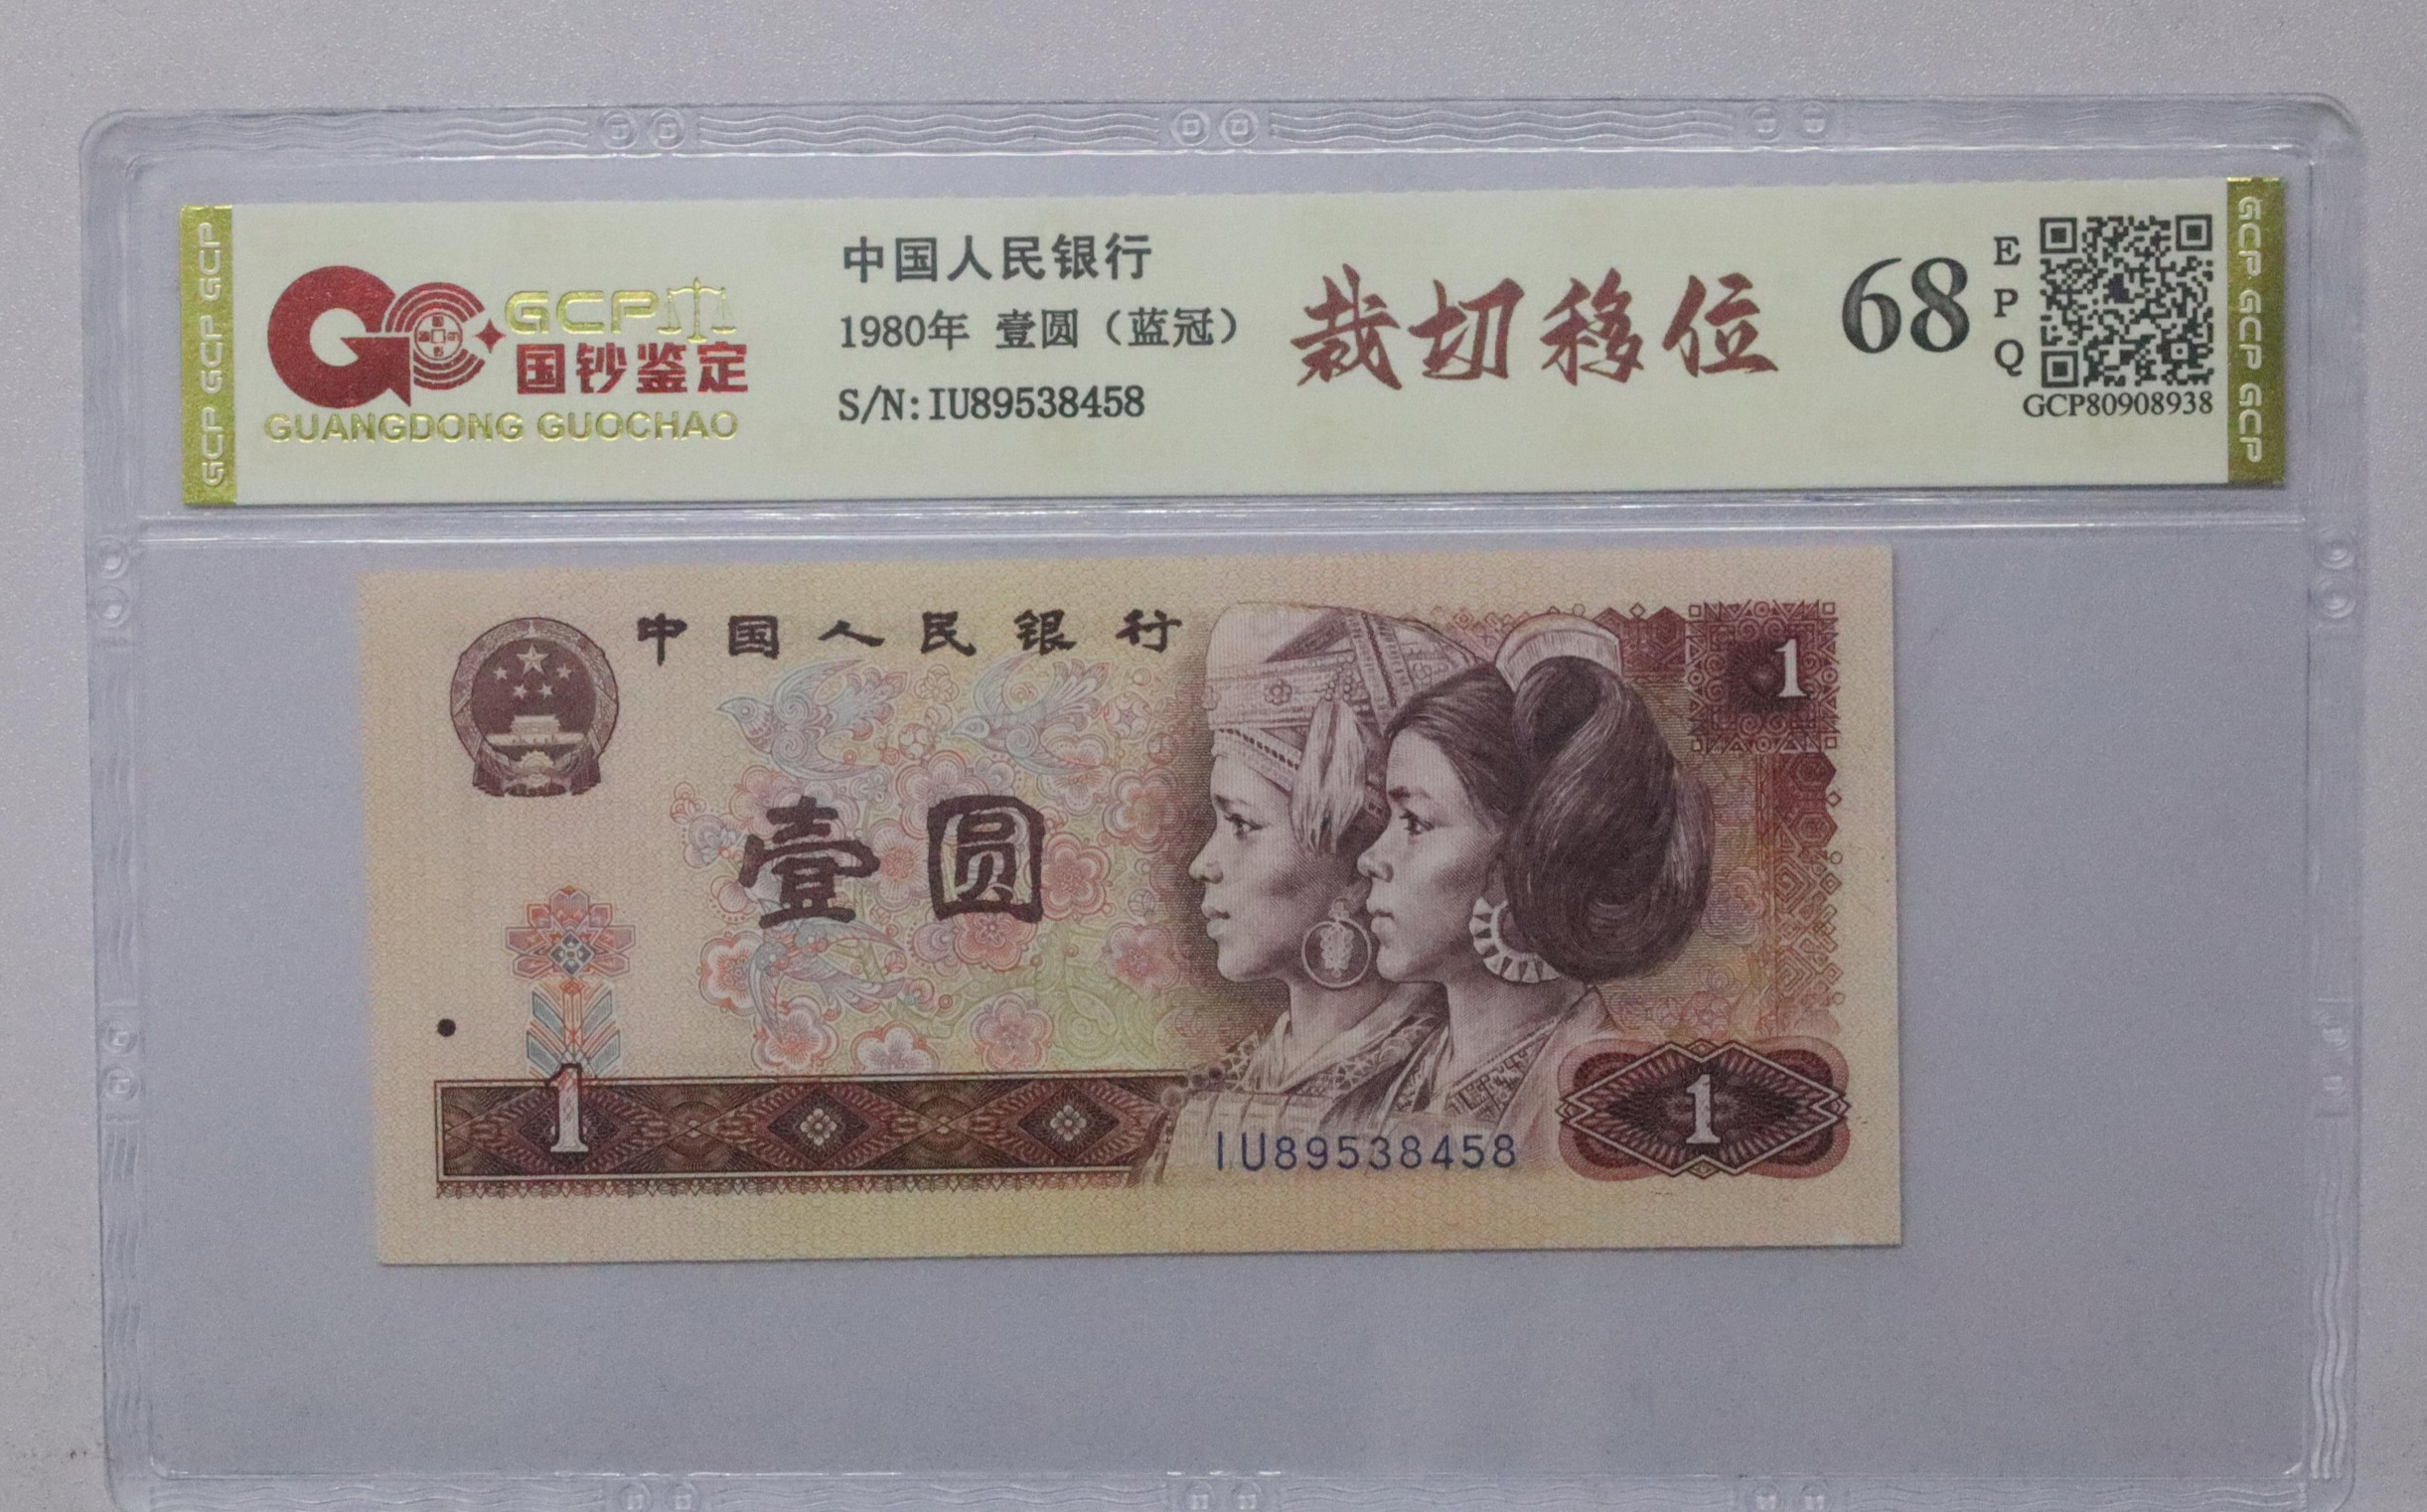 GCP GCP GCP
GCP
国钞鉴定
GUANGDONG GUOCHAO
中国人民银行
1980年 壹圆（蓝冠）
S/N:IU89538458
裁切移位
68
E
P
Q
GCP80908938
GCP GCP GCP
中国人民银行
1
壹圆
1
IU89538458
1